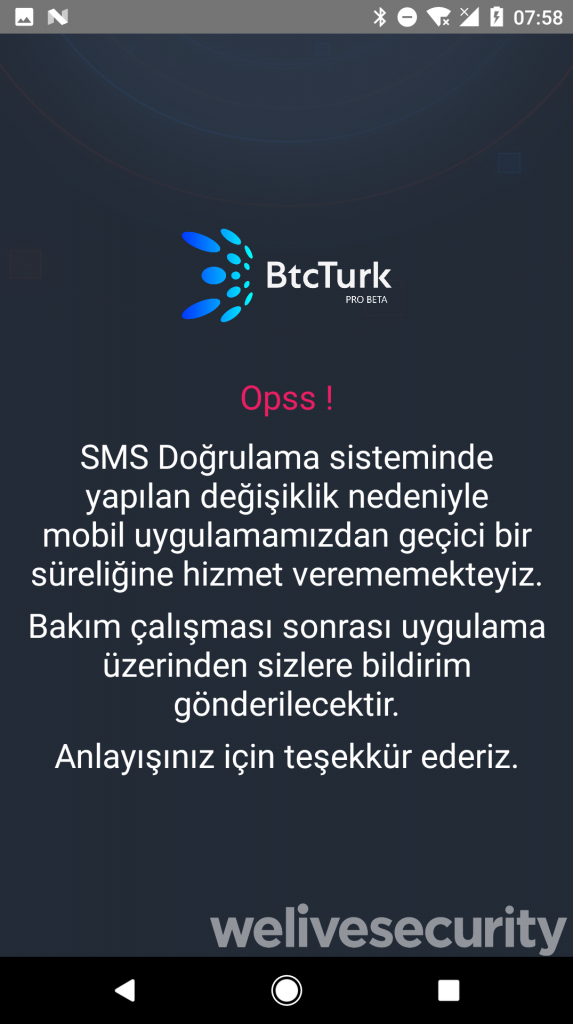 07:58
BtcTurk
PRO BETA
Opss !
SMS Doğrulama sisteminde
yapılan değişiklik nedeniyle
mobil uygulamamızdan geçici bir
süreliğine hizmet verememekteyiz.
Bakım çalışması sonrası uygulama
üzerinden sizlere bildirim
gönderilecektir.
Anlayışınız için teşekkür ederiz.
welivesecurity